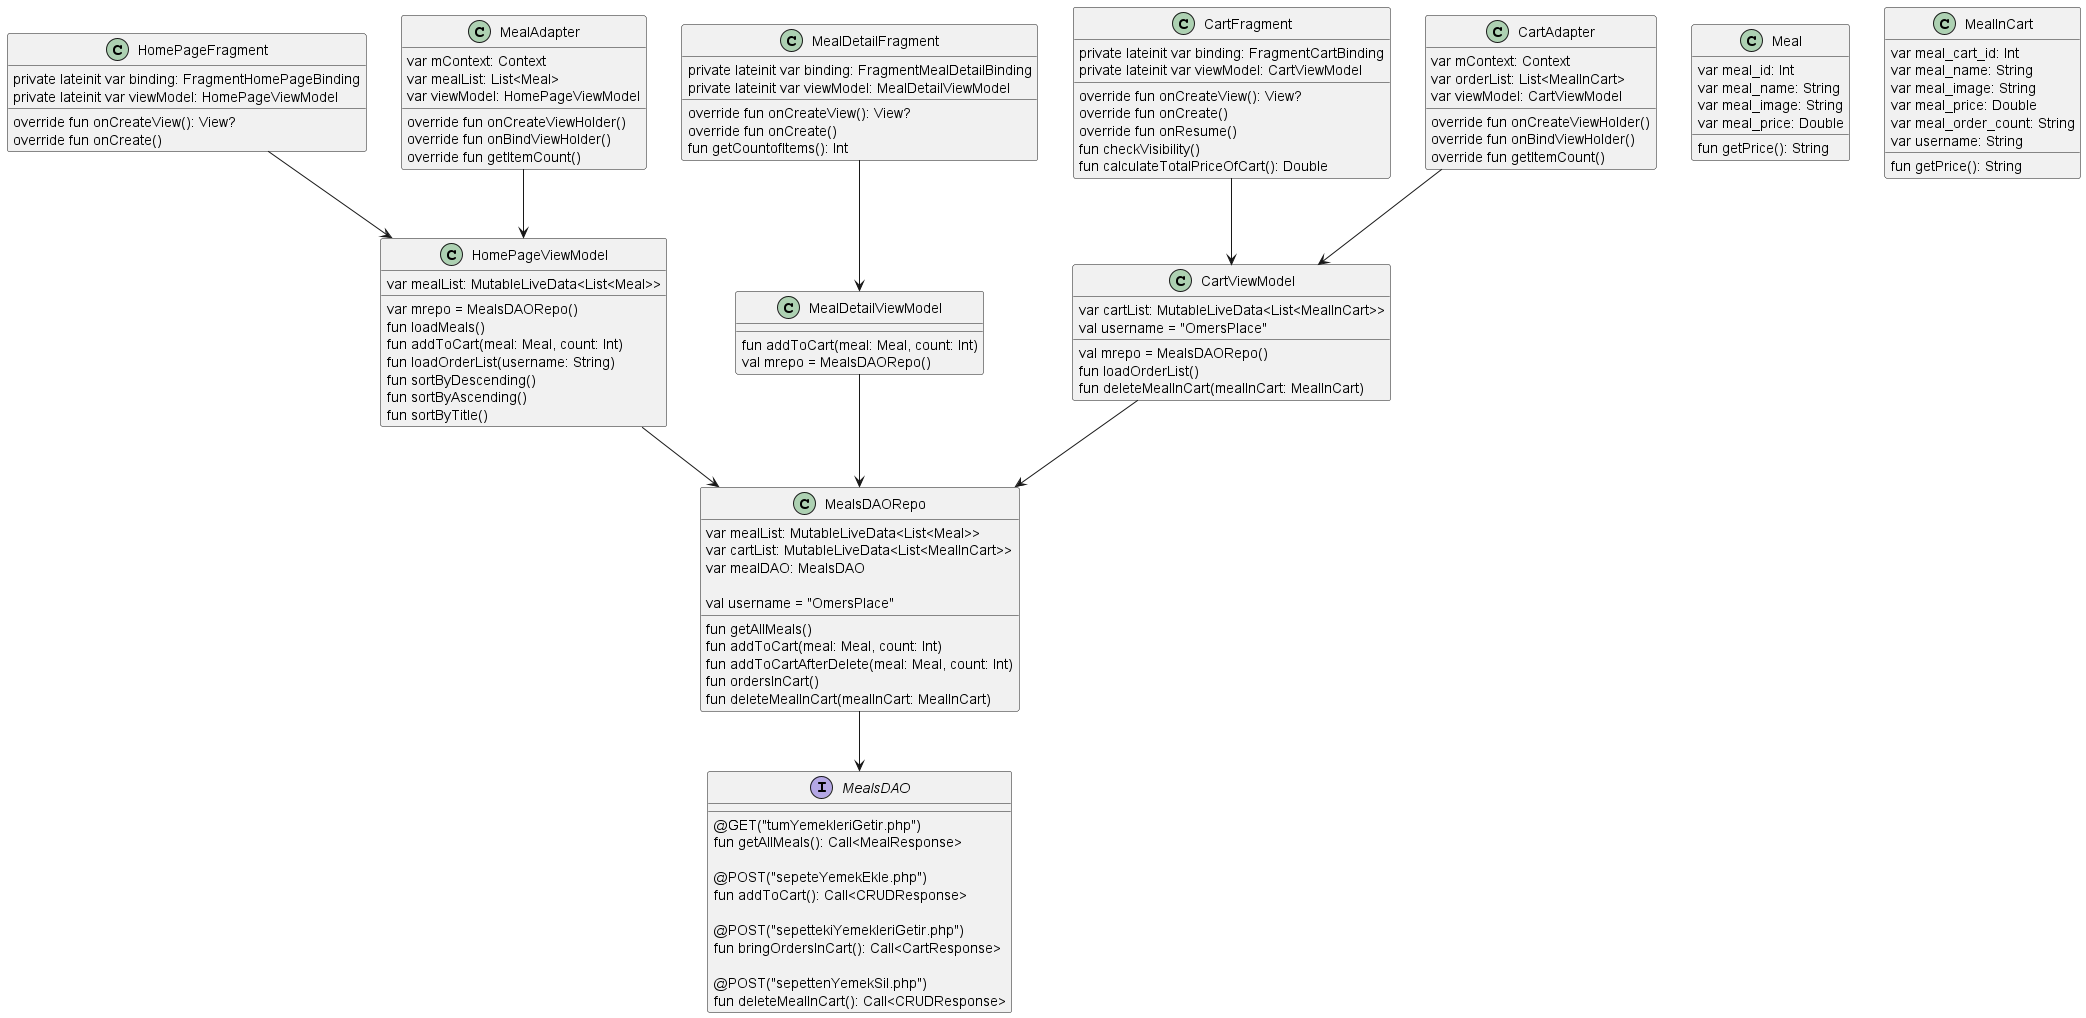 C HomePageFragment
private lateinit var binding: FragmentHomePageBinding
private lateinit var viewModel: HomePageViewModel
override fun onCreateView(): View?
override fun onCreate()
C MealAdapter
var mContext: Context
var mealList: List<Meal>
var viewModel: HomePageViewModel
override fun onCreateViewHolder()
override fun onBindViewHolder()
override fun getItemCount()
C MealDetailFragment
private lateinit var binding: FragmentMealDetailBinding
private lateinit var viewModel: MealDetailViewModel
override fun onCreateView(): View?
override fun onCreate()
fun getCountofItems(): Int
C CartFragment
private lateinit var binding: FragmentCartBinding
private lateinit var viewModel: CartViewModel
override fun onCreateView(): View?
override fun onCreate()
override fun onResume()
fun checkVisibility()
fun calculateTotalPriceOfCart(): Double
C CartAdapter
var mContext: Context
var orderList: List<MealInCart>
var viewModel: CartViewModel
override fun onCreateViewHolder()
override fun onBindViewHolder()
override fun getItemCount()
C Meal
var meal_id: Int
var meal_name: String
var meal_image: String
var meal_price: Double
fun getPrice(): String
C MealInCart
var meal_cart_id: Int
var meal_name: String
var meal_image: String
var meal_price: Double
var meal_order_count: String
var username: String
fun getPrice(): String
C HomePageViewModel
var mealList: MutableLiveData<List<Meal>>
var mrepo = MealsDAORepo()
fun loadMeals()
fun addToCart(meal: Meal, count: Int)
fun loadOrderList(username: String)
fun sortByDescending()
fun sortByAscending()
fun sortByTitle()
C MealDetailViewModel
fun addToCart(meal: Meal, count: Int)
val mrepo = MealsDAORepo()
C CartViewModel
var cartList: MutableLiveData<List<MealInCart>>
val username = "OmersPlace"
val mrepo = MealsDAORepo()
fun loadOrderList()
fun deleteMealInCart(mealInCart: MealInCart)
C MealsDAORepo
var mealList: MutableLiveData<List<Meal>>
var cartList: MutableLiveData<List<MealInCart>>
var mealDAO: MealsDAO
val username = "OmersPlace"
fun getAllMeals()
fun addToCart(meal: Meal, count: Int)
fun addToCartAfterDelete(meal: Meal, count: Int)
fun ordersInCart()
fun deleteMealInCart(mealInCart: MealInCart)
I MealsDAO
@GET("tumYemekleriGetir.php")
fun getAllMeals(): Call<MealResponse>
@POST("sepeteYemekEkle.php")
fun addToCart(): Call<CRUDResponse>
@POST("sepettekiYemekleriGetir.php")
fun bringOrdersInCart(): Call<CartResponse>
@POST("sepettenYemekSil.php")
fun deleteMealInCart(): Call<CRUDResponse>